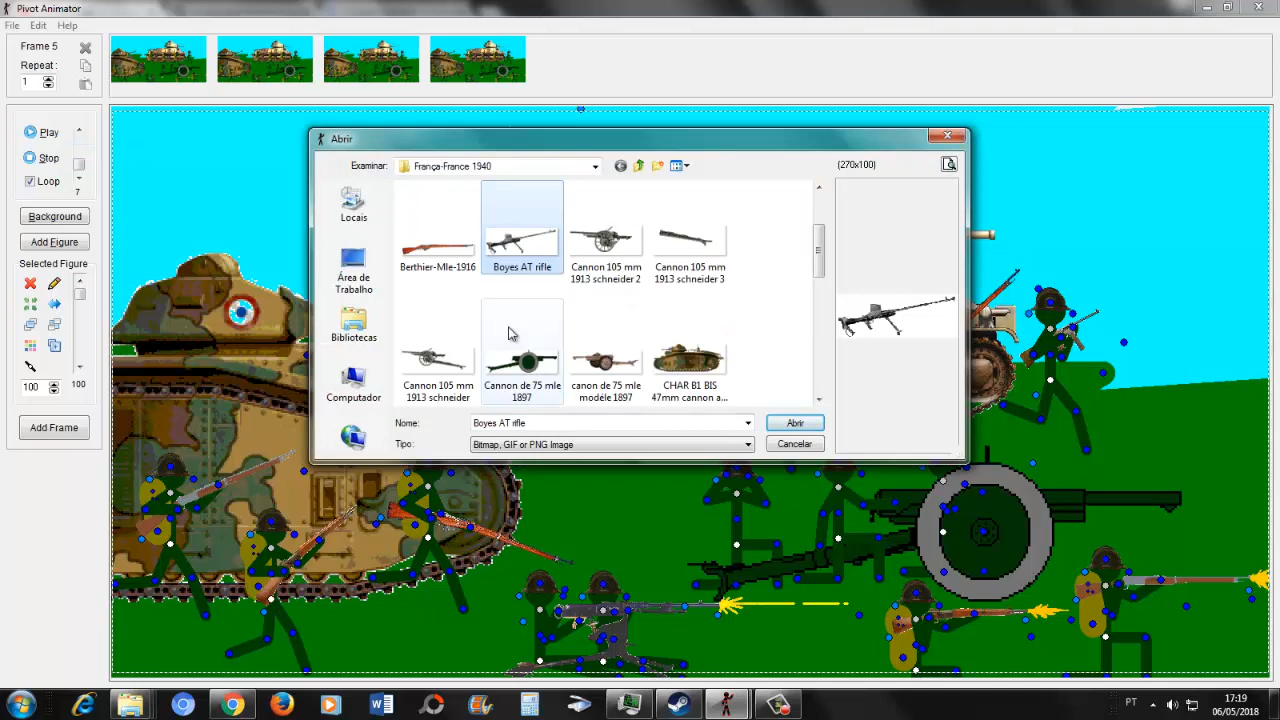 Pivot Animator
File Edit Help
Frame 5
Repeat :
1
Play
Stop
Loop
7
Background
Add Figure
Selected Figure
100
100
Add Frame
Abrir
Examinar:
França-France 1940
(270x100)
Locais
Área de
Trabalho
Bibliotecas
Computador
Berthier-Mle-1916
Boyes AT rifle
Cannon 105 mm
1913 schneider 2
Cannon 105 mm
1913 schneider 3
Cannon 105 mm
1913 schneider
Cannon de 75 mle
1897
canon de 75 mle
modèle 1897
CHAR B1 BIS
47mm cannon a...
Nome:
Boyes AT rifle
Abrir
Tipo:
Bitmap, GIF or PNG Image
Cancelar
PT
17:19
06/05/2018